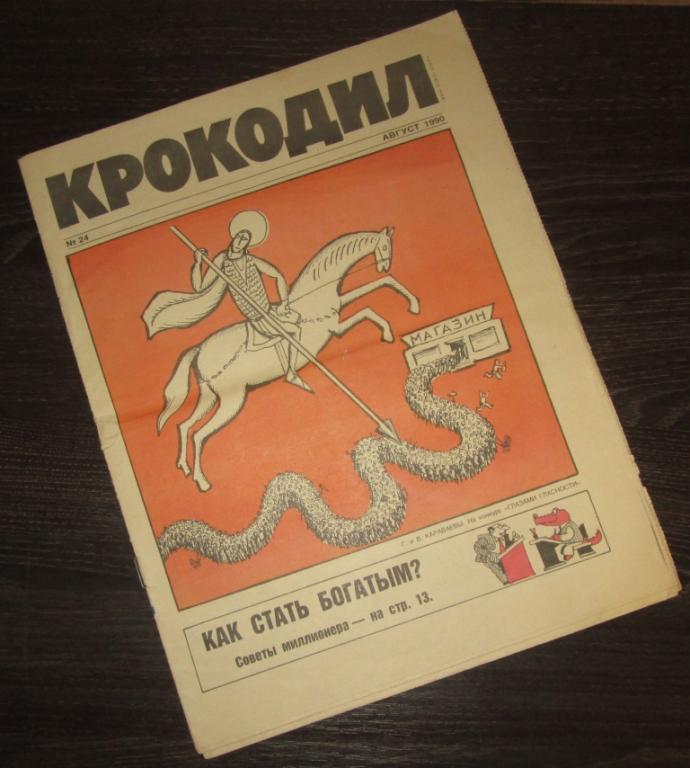 КРОКОДИЛ
№ 24
АВГУСТ 1990
МАГАЗИН
Г. и В. КАРАВАЕВЫ. На конкурс «ГЛАЗАМИ ГЛАСНОСТИ»
КАК СТАТЬ БОГАТЫМ?
Советы миллионера — на стр. 13.